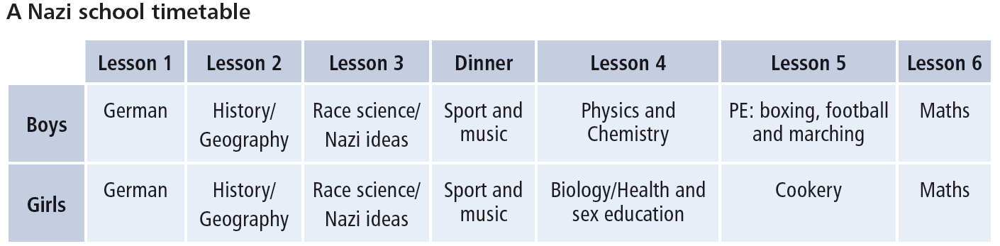 A Nazi school timetable
Lesson 1 Lesson 2 Lesson 3 Dinner Lesson 4 Lesson 5 Lesson 6
Boys
German
History/
Geography
Race science/
Nazi ideas
Sport and
music
Physics and
Chemistry
PE: boxing, football
and marching
Maths
Girls
German
History/
Geography
Race science/
Nazi ideas
Sport and
music
Biology/Health and
sex education
Cookery
Maths